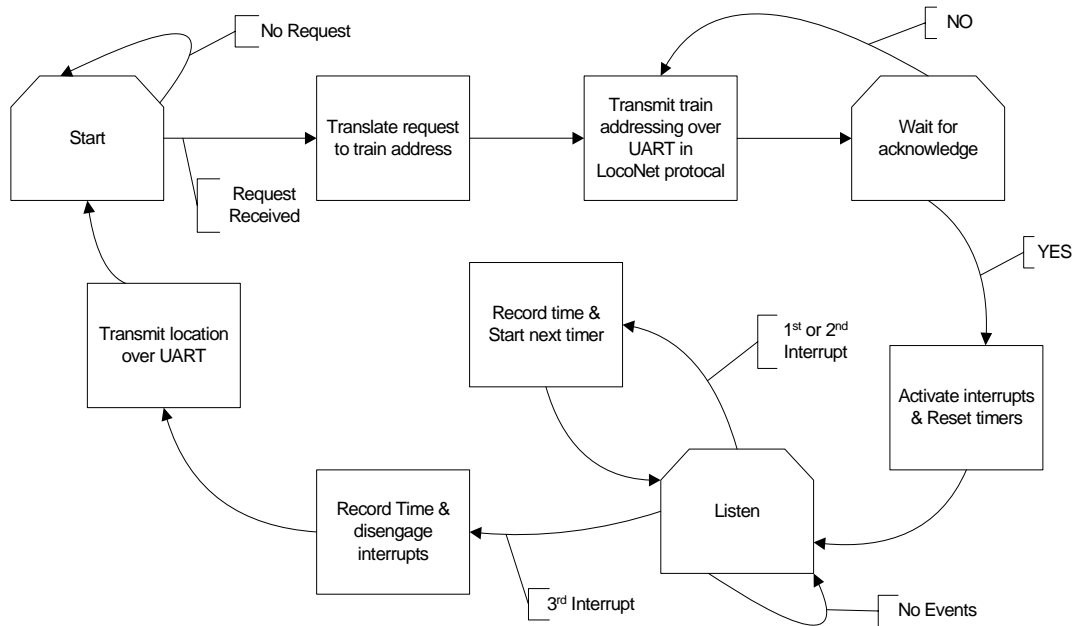 No Request
NO
Start
Translate request
to train address
Transmit train
addressing over
UART in
LocoNet protocal
Wait for
acknowledge
Request
Received
YES
Transmit location
over UART
Record time &
Start next timer
1st or 2nd
Interrupt
Activate interrupts
& Reset timers
Record Time &
disengage
interrupts
Listen
3rd Interrupt
No Events